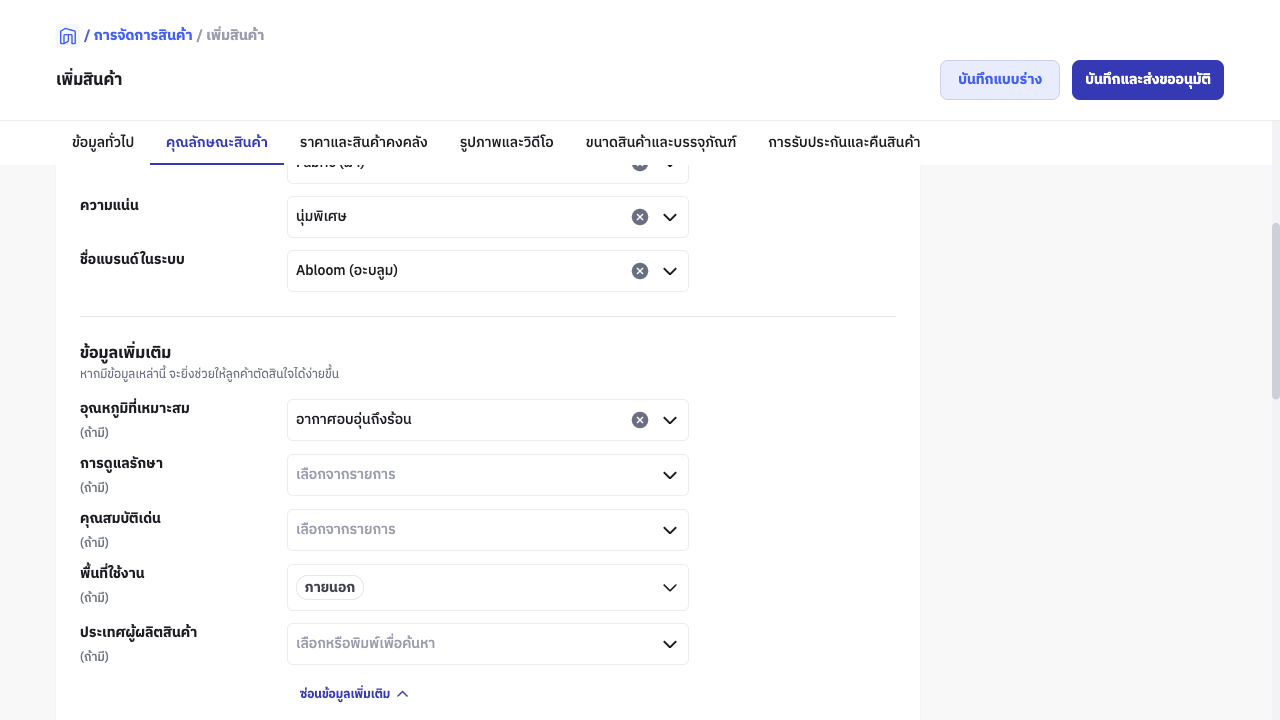 / การจัดการสินค้า / เพิ่มสินค้า
เพิ่มสินค้า
บันทึกแบบร่าง
บันทึกและส่งขออนุมัติ
ข้อมูลทั่วไป
คุณลักษณะสินค้า
ราคาและสินค้าคงคลัง
รูปภาพและวิดีโอ
ขนาดสินค้าและบรรจุภัณฑ์
การรับประกันและคืนสินค้า
ความแน่น
นุ่มพิเศษ
ชื่อแบรนด์ในระบบ
Abloom (อะบลูม)
ข้อมูลเพิ่มเติม
หากมีข้อมูลเหล่านี้ จะยิ่งช่วยให้ลูกค้าตัดสินใจได้ง่ายขึ้น
อุณหภูมิที่เหมาะสม
(ถ้ามี)
อากาศอบอุ่นถึงร้อน
การดูแลรักษา
(ถ้ามี)
เลือกจากรายการ
คุณสมบัติเด่น
(ถ้ามี)
เลือกจากรายการ
พื้นที่ใช้งาน
(ถ้ามี)
ภายนอก
ประเทศผู้ผลิตสินค้า
(ถ้ามี)
เลือกหรือพิมพ์เพื่อค้นหา
ซ่อนข้อมูลเพิ่มเติม